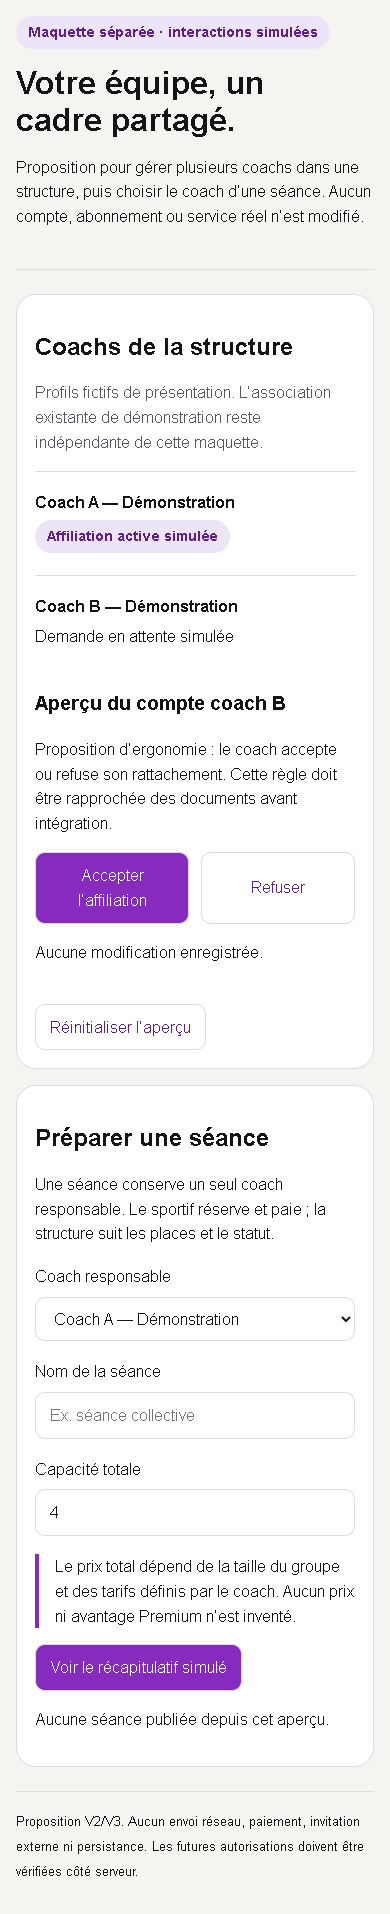 Maquette séparée · interactions simulées
Votre équipe, un
cadre partagé.
Proposition pour gérer plusieurs coachs dans une
structure, puis choisir le coach d'une séance. Aucun
compte, abonnement ou service réel n'est modifié.
Coachs de la structure
Profils fictifs de présentation. L'association
existante de démonstration reste
indépendante de cette maquette.
Coach A — Démonstration
Affiliation active simulée
Coach B — Démonstration
Demande en attente simulée
Aperçu du compte coach B
Proposition d'ergonomie : le coach accepte
ou refuse son rattachement. Cette règle doit
être rapprochée des documents avant
intégration.
Accepter
l'affiliation
Refuser
Aucune modification enregistrée.
Réinitialiser l'aperçu
Préparer une séance
Une séance conserve un seul coach
responsable. Le sportif réserve et paie ; la
structure suit les places et le statut.
Coach responsable
Coach A — Démonstration
Nom de la séance
Ex. séance collective
Capacité totale
4
Le prix total dépend de la taille du groupe
et des tarifs définis par le coach. Aucun prix
ni avantage Premium n'est inventé.
Voir le récapitulatif simulé
Aucune séance publiée depuis cet aperçu.
Proposition V2/V3. Aucun envoi réseau, paiement, invitation
externe ni persistance. Les futures autorisations doivent être
vérifiées côté serveur.